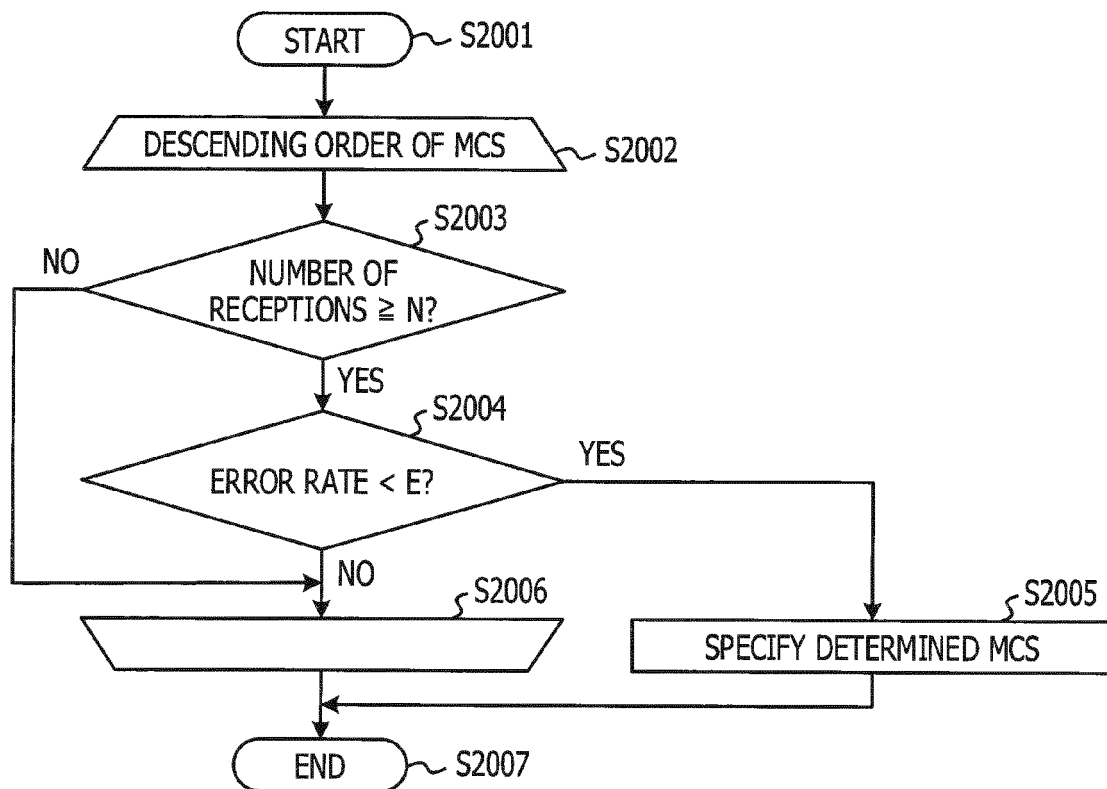 START
S2001
DESCENDING ORDER OF MCS
S2002
S2003
NO
NUMBER OF
RECEPTIONS ≧ N?
YES
S2004
ERROR RATE < E?
YES
NO
S2006
S2005
SPECIFY DETERMINED MCS
END
S2007